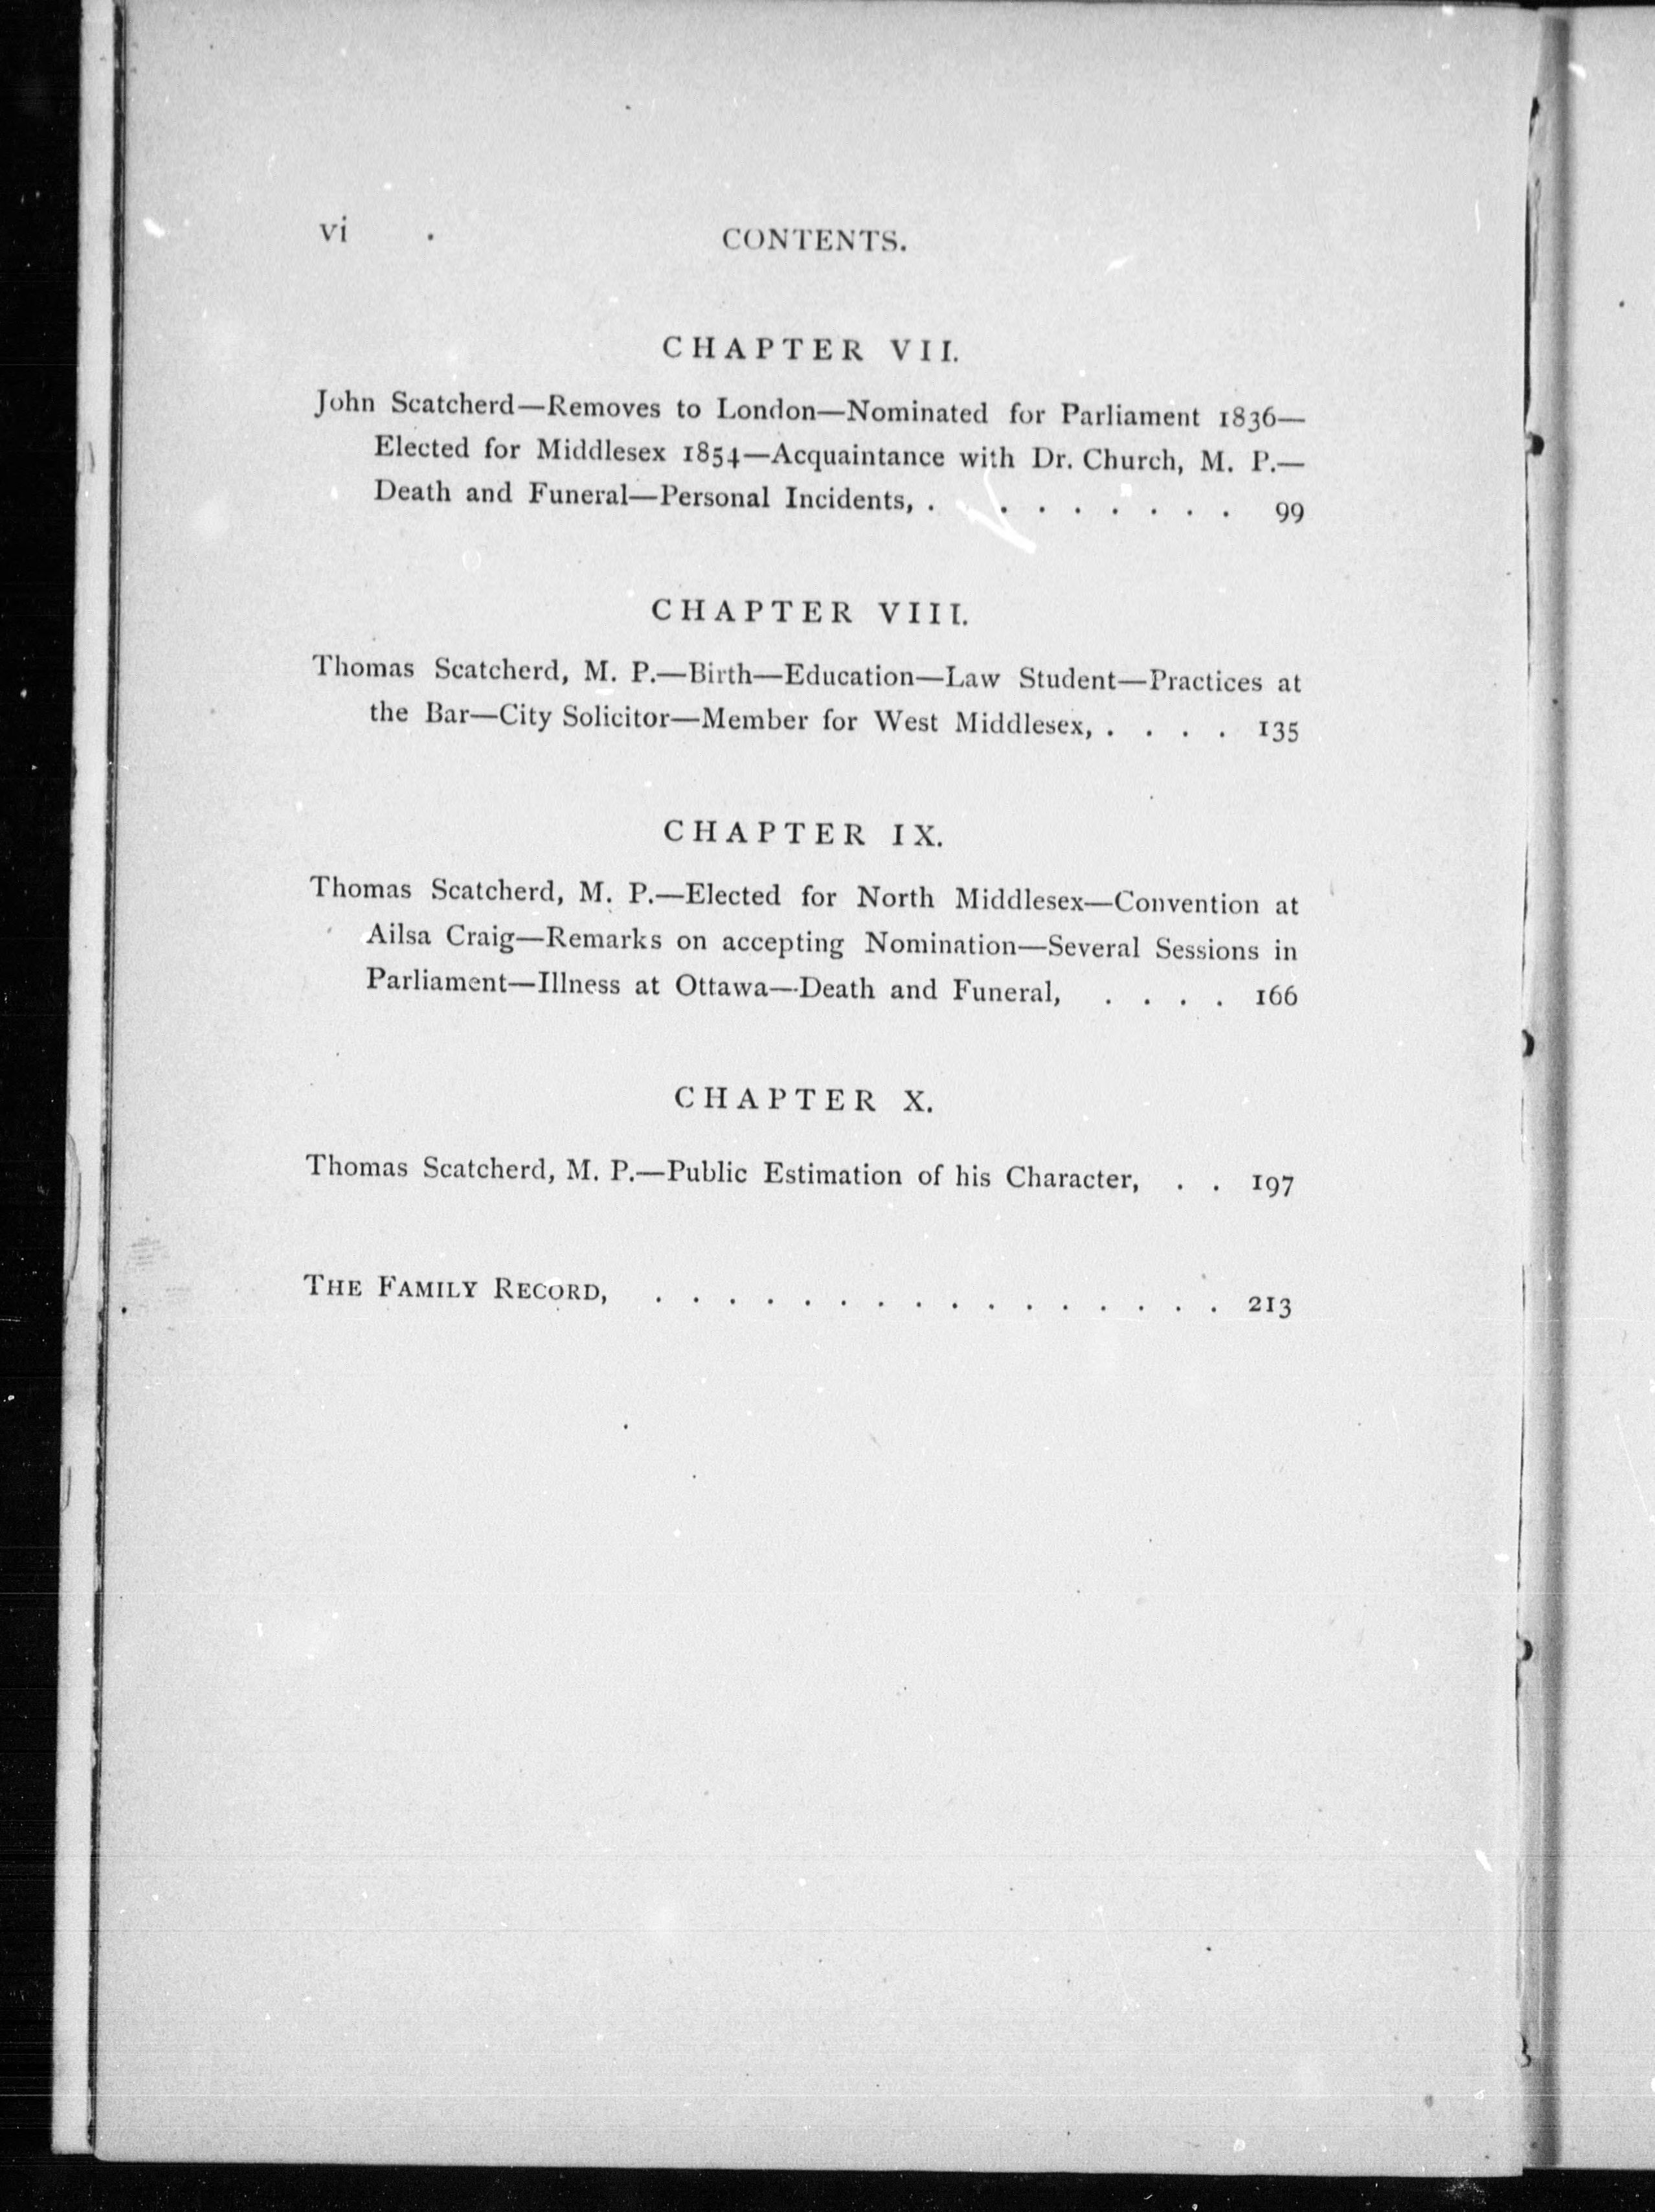 vi
CONTENTS.
CHAPTER VII.
John Scatcherd—Removes to London—Nominated for Parliament 1836—
Elected for Middlesex 1854—Acquaintance with Dr. Church, M. P.—
Death and Funeral—Personal Incidents, . . . . . . . . 99
CHAPTER VIII.
Thomas Scatcherd, M. P.—Birth—Education—Law Student—Practices at
the Bar—City Solicitor—Member for West Middlesex, . . . . 135
CHAPTER IX.
Thomas Scatcherd, M. P.—Elected for North Middlesex—Convention at
Ailsa Craig—Remarks on accepting Nomination—Several Sessions in
Parliament—Illness at Ottawa—Death and Funeral, . . . . 166
CHAPTER X.
Thomas Scatcherd, M. P.—Public Estimation of his Character, . . 197
THE FAMILY RECORD, . . . . . . . . . . . . . . . . 213